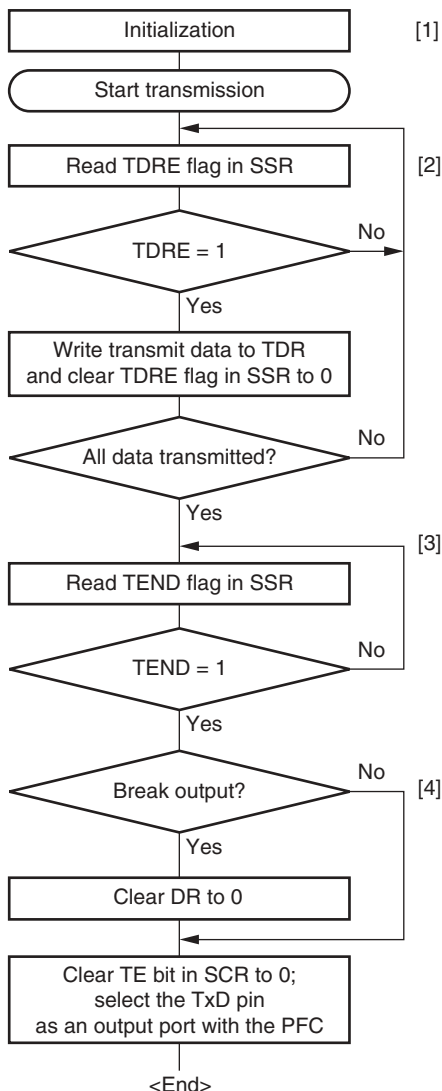 Initialization
[1]
Start transmission
Read TDRE flag in SSR
[2]
TDRE = 1
No
Yes
Write transmit data to TDR
and clear TDRE flag in SSR to 0
All data transmitted?
No
Yes
[3]
Read TEND flag in SSR
TEND = 1
No
Yes
Break output?
No
[4]
Yes
Clear DR to 0
Clear TE bit in SCR to 0;
select the TxD pin
as an output port with the PFC
<End>